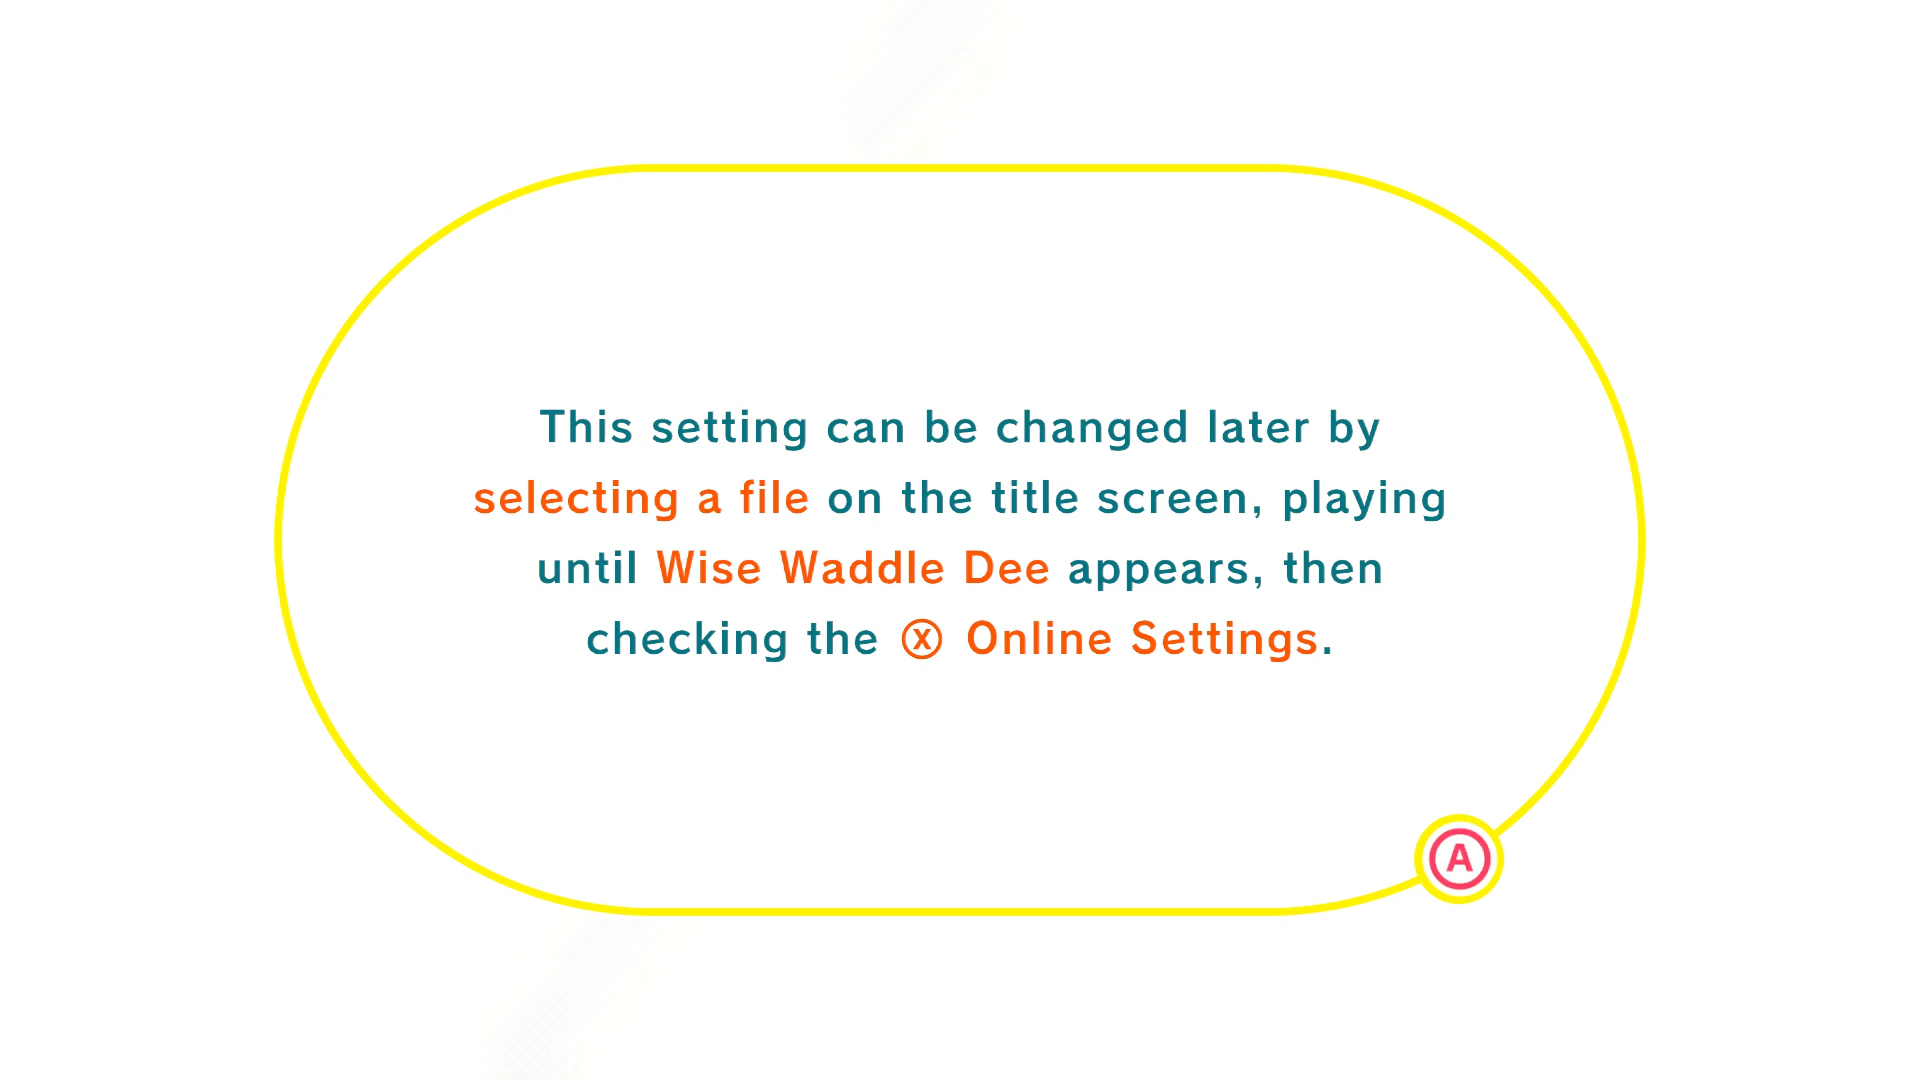 This setting can be changed later by
selecting a file on the title screen, playing
until Wise Waddle Dee appears, then
checking the Ⓧ Online Settings.
Ⓐ